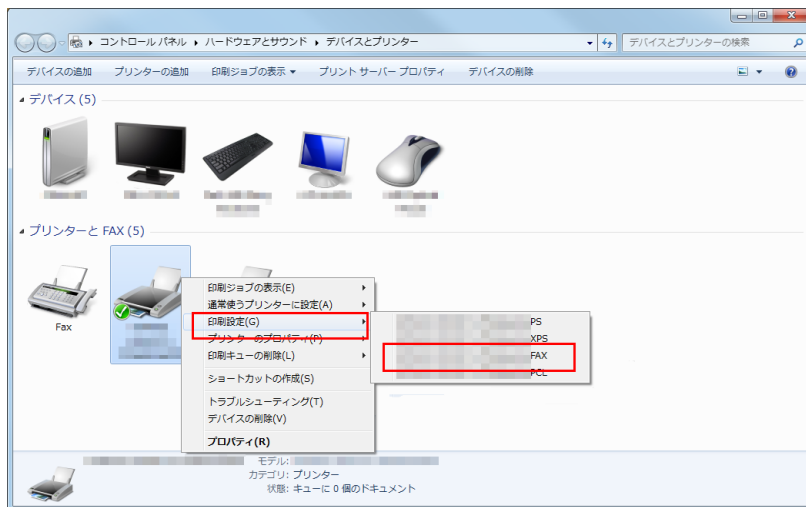 コントロール パネル ▸ ハードウェアとサウンド ▸ デバイスとプリンター
デバイスとプリンターの検索
デバイスの追加 プリンターの追加 印刷ジョブの表示 プリント サーバー プロパティ デバイスの削除
デバイス (5)
プリンターと FAX (5)
Fax
印刷ジョブの表示(E)
通常使うプリンターに設定(A)
印刷設定(G)
プリンターのプロパティ(P)
印刷キューの削除(L)
ショートカットの作成(S)
トラブルシューティング(T)
デバイスの削除(V)
プロパティ(R)
PS
XPS
FAX
PCL
モデル:
カテゴリ: プリンター
状態: キューに 0 個のドキュメント